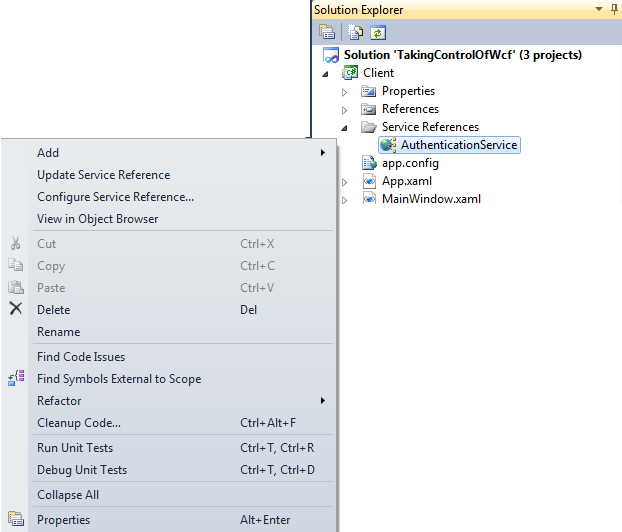 Solution Explorer
Solution 'TakingControlOfWcf' (3 projects)
Client
Properties
References
Service References
AuthenticationService
app.config
App.xaml
MainWindow.xaml
Add
Update Service Reference
Configure Service Reference...
View in Object Browser
Cut Ctrl+X
Copy Ctrl+C
Paste Ctrl+V
Delete Del
Rename
Find Code Issues
Find Symbols External to Scope
Refactor
Cleanup Code... Ctrl+Alt+F
Run Unit Tests Ctrl+T, Ctrl+R
Debug Unit Tests Ctrl+T, Ctrl+D
Collapse All
Properties Alt+Enter